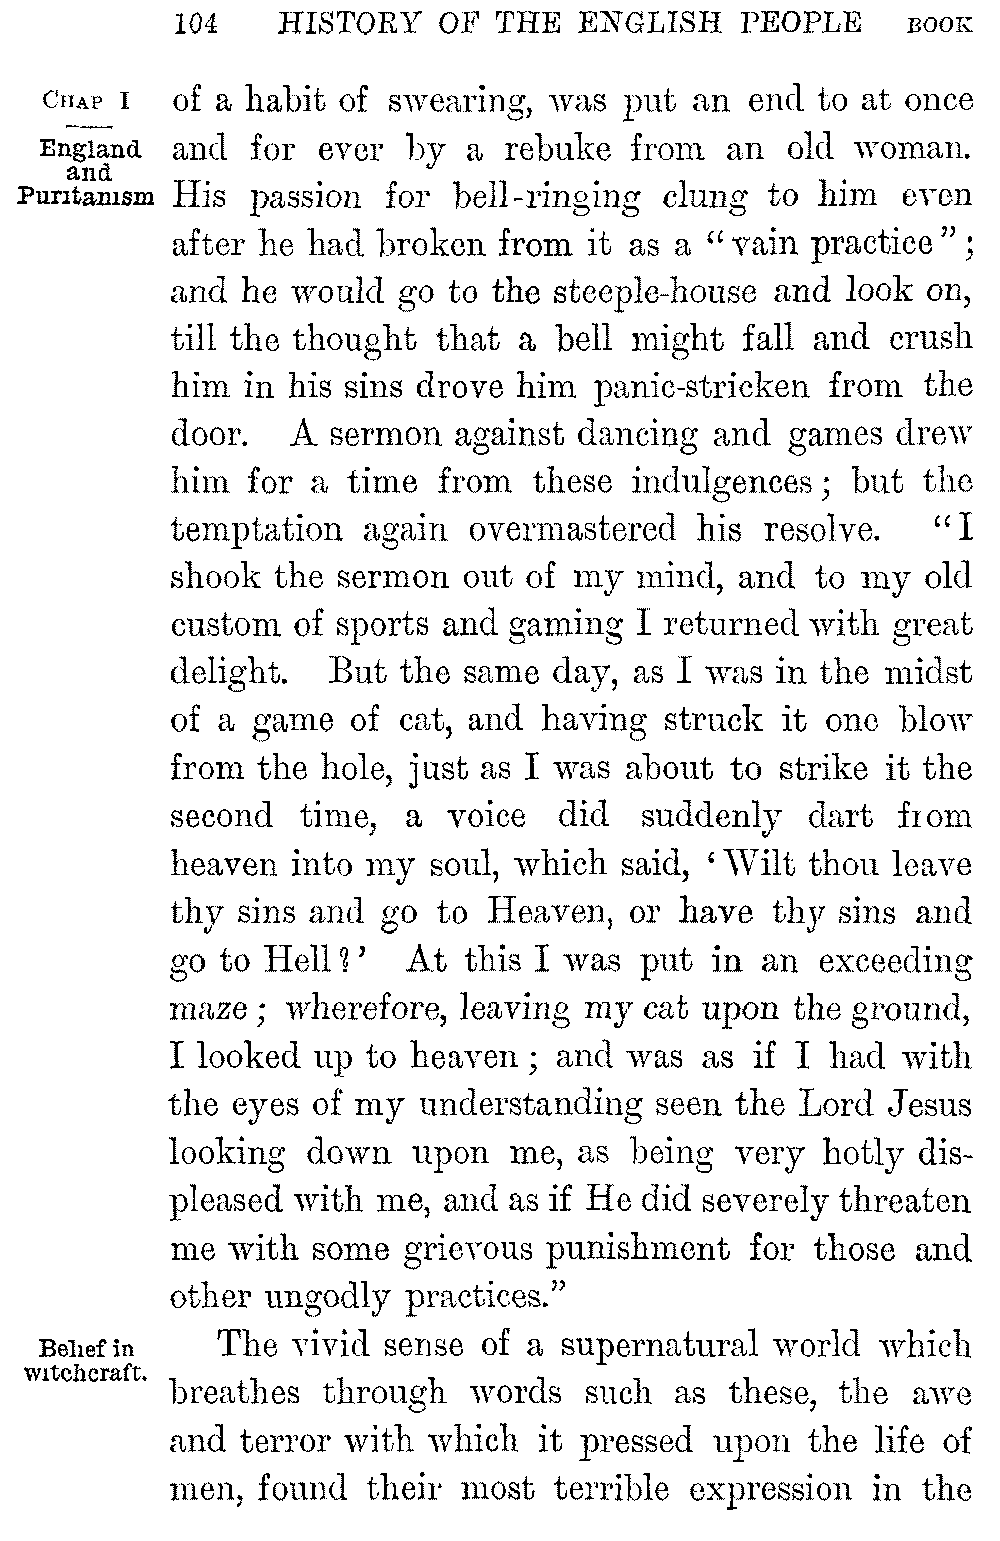 104 HISTORY OF THE ENGLISH PEOPLE BOOK
CHAP I
England
and
Puritanism
of a habit of swearing, was put an end to at once
and for ever by a rebuke from an old woman.
His passion for bell-ringing clung to him even
after he had broken from it as a “vain practice”;
and he would go to the steeple-house and look on,
till the thought that a bell might fall and crush
him in his sins drove him panic-stricken from the
door. A sermon against dancing and games drew
him for a time from these indulgences; but the
temptation again overmastered his resolve. “I
shook the sermon out of my mind, and to my old
custom of sports and gaming I returned with great
delight. But the same day, as I was in the midst
of a game of cat, and having struck it one blow
from the hole, just as I was about to strike it the
second time, a voice did suddenly dart from
heaven into my soul, which said, ‘Wilt thou leave
thy sins and go to Heaven, or have thy sins and
go to Hell?’ At this I was put in an exceeding
maze; wherefore, leaving my cat upon the ground,
I looked up to heaven; and was as if I had with
the eyes of my understanding seen the Lord Jesus
looking down upon me, as being very hotly dis-
pleased with me, and as if He did severely threaten
me with some grievous punishment for those and
other ungodly practices.”
Belief in
witchcraft.
The vivid sense of a supernatural world which
breathes through words such as these, the awe
and terror with which it pressed upon the life of
men, found their most terrible expression in the